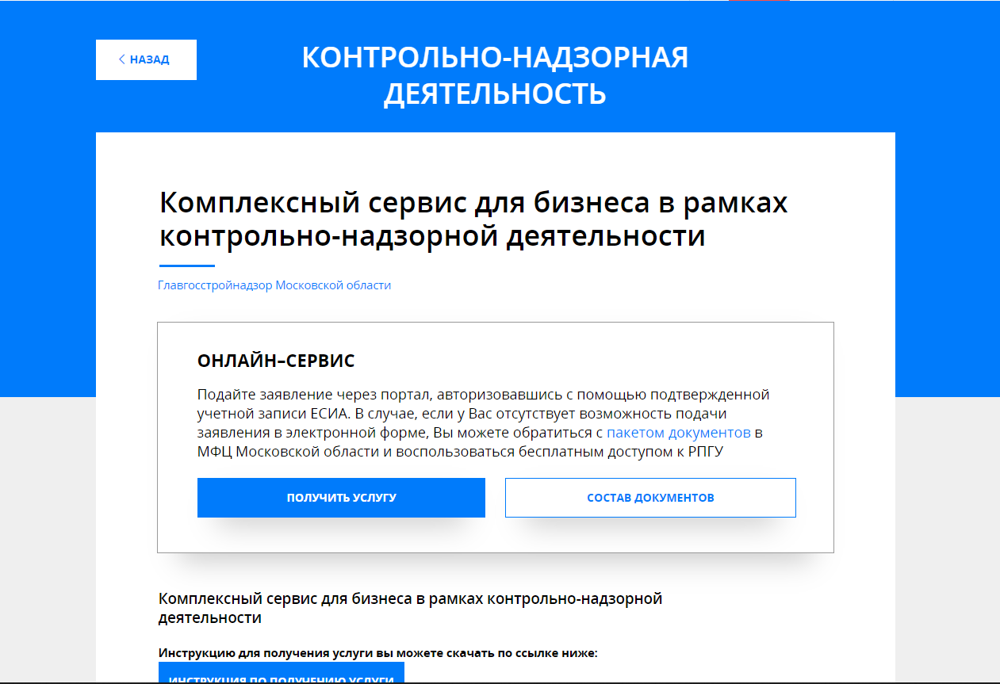 НАЗАД
КОНТРОЛЬНО-НАДЗОРНАЯ
ДЕЯТЕЛЬНОСТЬ
Комплексный сервис для бизнеса в рамках
контрольно-надзорной деятельности
Главгосстройнадзор Московской области
ОНЛАЙН–СЕРВИС
Подайте заявление через портал, авторизовавшись с помощью подтвержденной
учетной записи ЕСИА. В случае, если у Вас отсутствует возможность подачи
заявления в электронной форме, Вы можете обратиться с пакетом документов в
МФЦ Московской области и воспользоваться бесплатным доступом к РПГУ
ПОЛУЧИТЬ УСЛУГУ
СОСТАВ ДОКУМЕНТОВ
Комплексный сервис для бизнеса в рамках контрольно-надзорной
деятельности
Инструкцию для получения услуги вы можете скачать по ссылке ниже:
ИНСТРУКЦИЯ ПО ПОЛУЧЕНИЮ УСЛУГИ